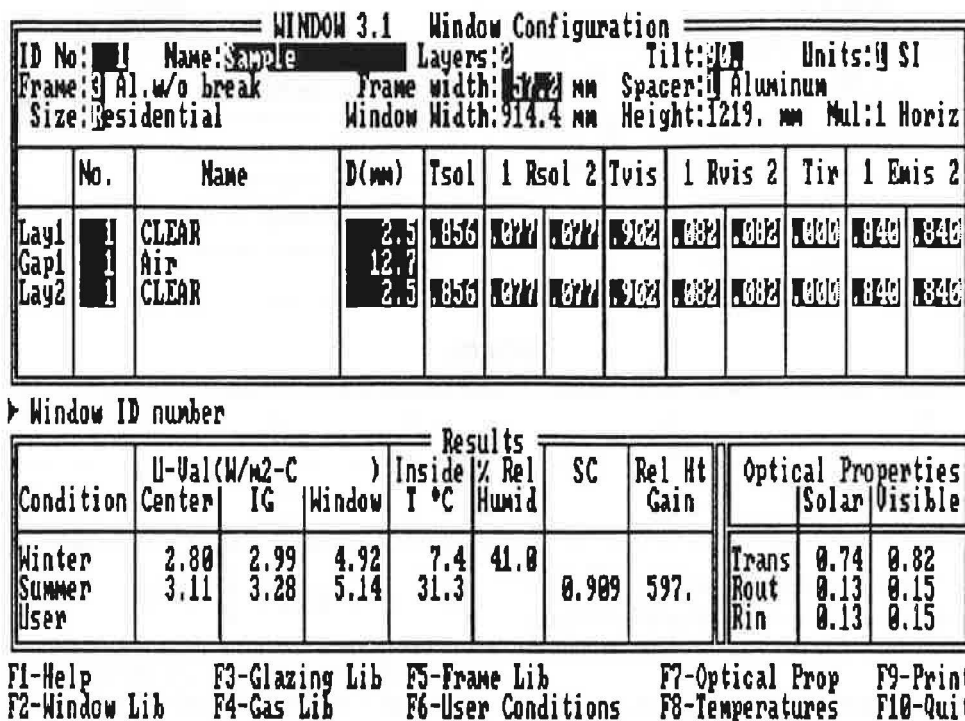 WINDOW 3.1 Window Configuration
ID No: 1 Name:Sample Layers:2 Tilt:90. Units:1 SI
Frame:3 Al.w/o break Frame width: 57.2 mm Spacer:1 Aluminum
Size:Residential Window Width:914.4 mm Height:1219. mm Mul:1 Horiz
No. Name D(mm) Tsol 1 Rsol 2 Tvis 1 Rvis 2 Tir 1 Emis 2
Lay1 1 CLEAR 2.5 .856 .077 .077 .902 .082 .082 .000 .840 .840
Gap1 1 Air 12.7
Lay2 1 CLEAR 2.5 .856 .077 .077 .902 .082 .082 .000 .840 .840
Window ID number
Results
U-Val(W/m2-C ) Inside % Rel SC Rel Ht Optical Properties
Condition Center IG Window T °C Humid Gain Solar Visible
Winter 2.80 2.99 4.92 7.4 41.0 Trans 0.74 0.82
Summer 3.11 3.28 5.14 31.3 0.909 597. Rout 0.13 0.15
User Rin 0.13 0.15
F1-Help F3-Glazing Lib F5-Frame Lib F7-Optical Prop F9-Print
F2-Window Lib F4-Gas Lib F6-User Conditions F8-Temperatures F10-Quit